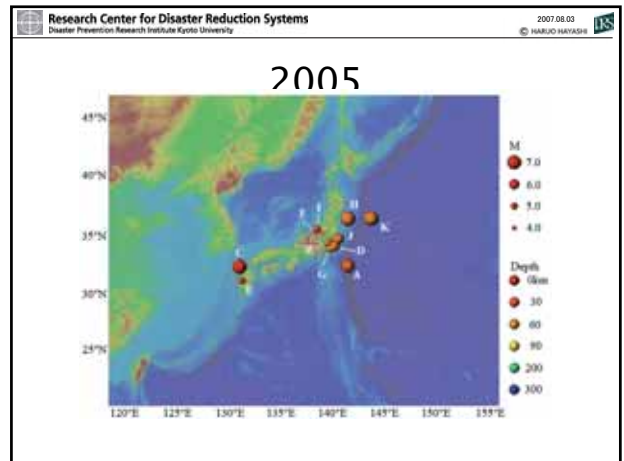 Research Center for Disaster Reduction Systems
Disaster Prevention Research Institute Kyoto University
2007.08.03
© HARUO HAYASHI
2005
45°N
40°N
35°N
30°N
25°N
120°E 125°E 130°E 135°E 140°E 145°E 150°E 155°E
C
I
H
K
J
D
G
A
M
7.0
6.0
5.0
4.0
Depth
0km
30
60
90
200
300